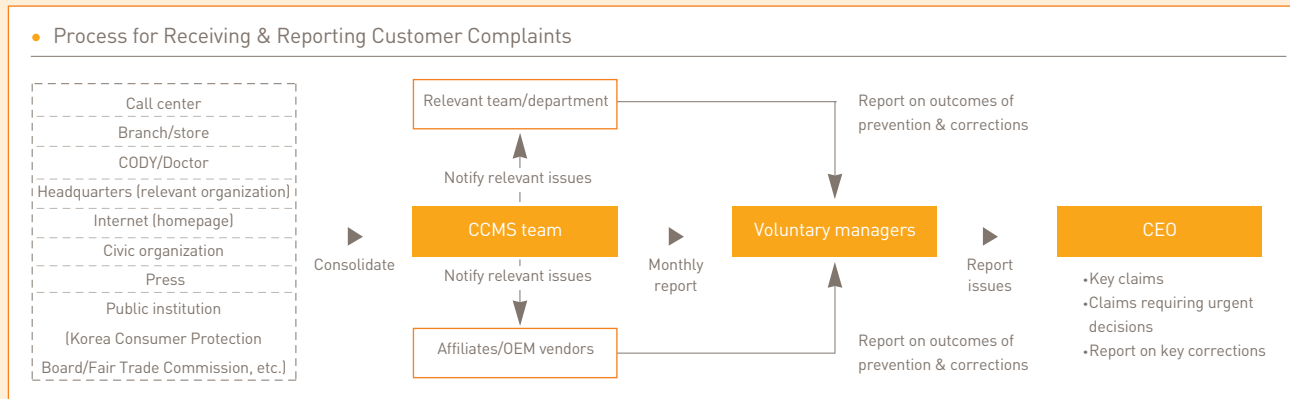 • Process for Receiving & Reporting Customer Complaints
Call center
Branch/store
CODY/Doctor
Headquarters (relevant organization)
Internet (homepage)
Civic organization
Press
Public institution
(Korea Consumer Protection
Board/Fair Trade Commission, etc.)
Consolidate
Relevant team/department
Notify relevant issues
CCMS team
Notify relevant issues
Affiliates/OEM vendors
Monthly
report
Report on outcomes of
prevention & corrections
Voluntary managers
Report on outcomes of
prevention & corrections
Report
issues
CEO
•Key claims
•Claims requiring urgent
decisions
•Report on key corrections